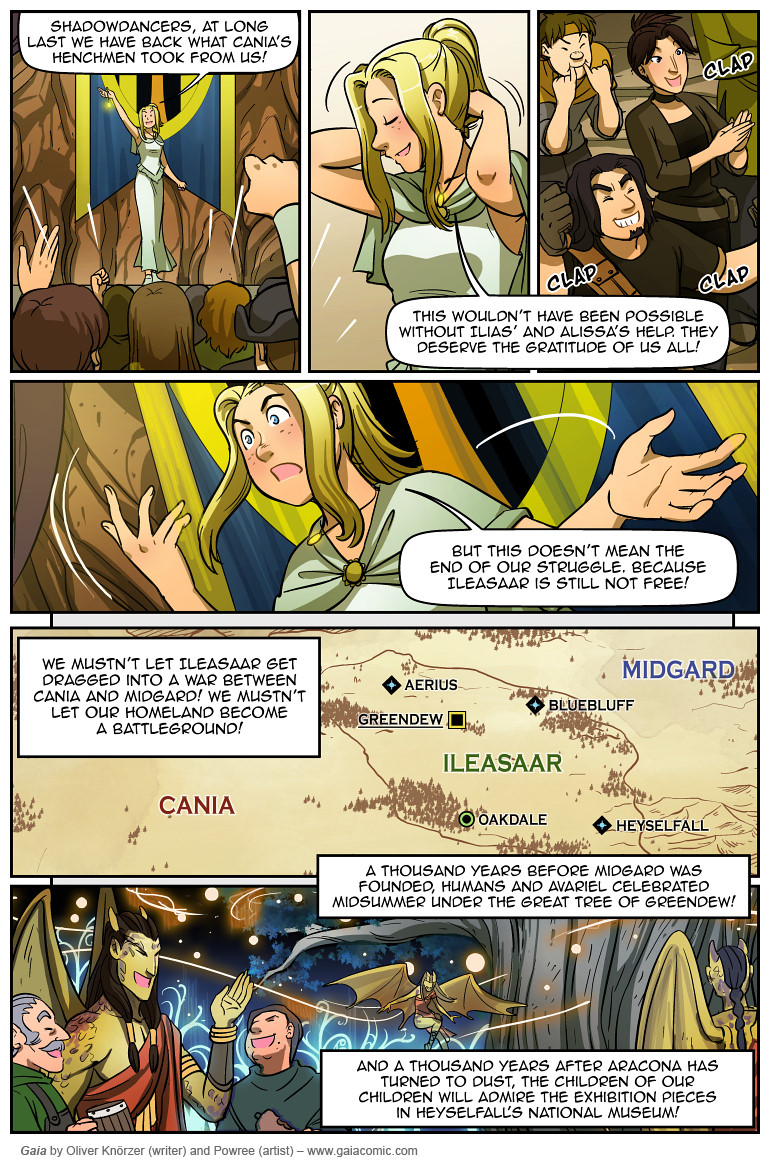 SHADOWDANCERS, AT LONG
LAST WE HAVE BACK WHAT CANIA'S
HENCHMEN TOOK FROM US!
CLAP
CLAP
CLAP
THIS WOULDN'T HAVE BEEN POSSIBLE
WITHOUT ILIAS' AND ALISSA'S HELP. THEY
DESERVE THE GRATITUDE OF US ALL!
BUT THIS DOESN'T MEAN THE
END OF OUR STRUGGLE. BECAUSE
ILEASAAR IS STILL NOT FREE!
WE MUSTN'T LET ILEASAAR GET
DRAGGED INTO A WAR BETWEEN
CANIA AND MIDGARD! WE MUSTN'T
LET OUR HOMELAND BECOME
A BATTLEGROUND!
MIDGARD
AERIUS
BLUEBLUFF
GREENDEW
ILEASAAR
CANIA
OAKDALE
HEYSELFALL
A THOUSAND YEARS BEFORE MIDGARD WAS
FOUNDED, HUMANS AND AVARIEL CELEBRATED
MIDSUMMER UNDER THE GREAT TREE OF GREENDEW!
AND A THOUSAND YEARS AFTER ARACONA HAS
TURNED TO DUST, THE CHILDREN OF OUR
CHILDREN WILL ADMIRE THE EXHIBITION PIECES
IN HEYSELFALL'S NATIONAL MUSEUM!
Gaia by Oliver Knörzer (writer) and Powree (artist) – www.gaiacomic.com